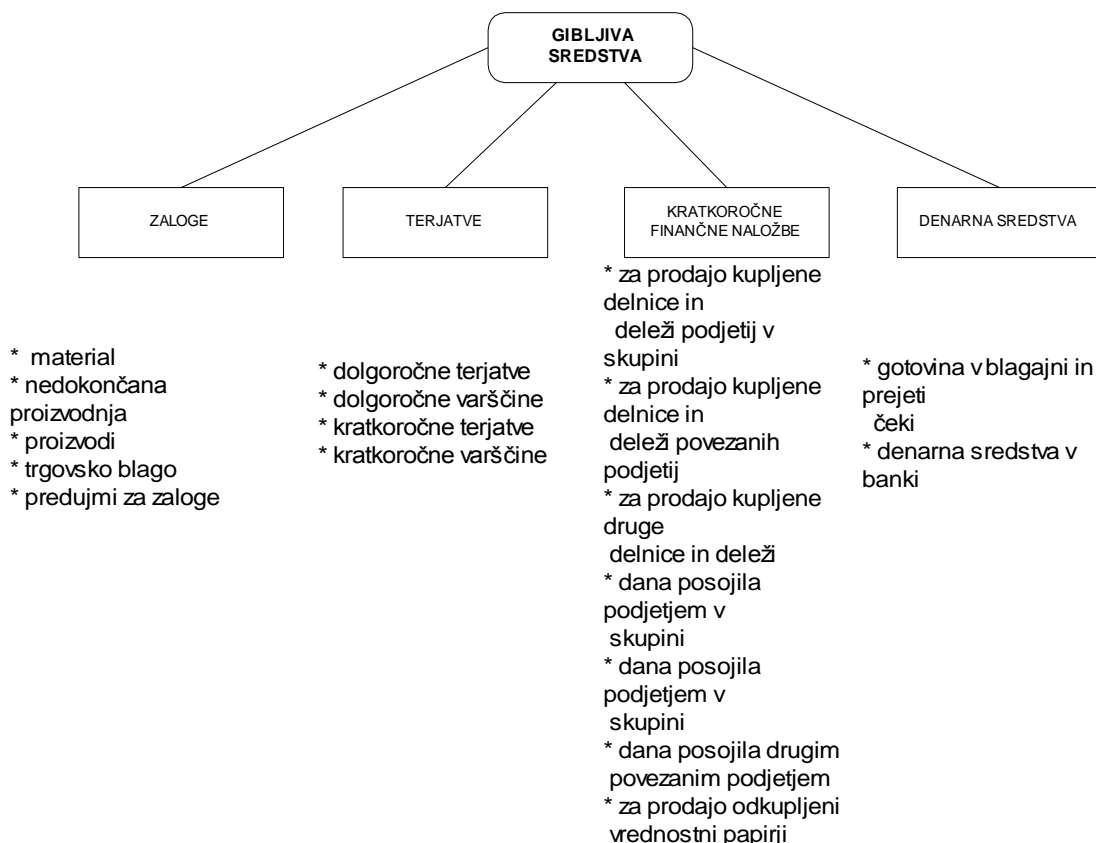 GIBLJIVA
SREDSTVA
ZALOGE
TERJATVE
KRATKOROČNE
FINANČNE NALOŽBE
DENARNA SREDSTVA
* material
* nedokončana
proizvodnja
* proizvodi
* trgovsko blago
* predujmi za zaloge
* dolgoročne terjatve
* dolgoročne varščine
* kratkoročne terjatve
* kratkoročne varščine
* za prodajo kupljene
delnice in
deleži podjetij v
skupini
* za prodajo kupljene
delnice in
deleži povezanih
podjetij
* za prodajo kupljene
druge
delnice in deleži
* dana posojila
podjetjem v
skupini
* dana posojila
podjetjem v
skupini
* dana posojila drugim
povezanim podjetjem
* za prodajo odkupljeni
vrednostni papirji
* gotovina v blagajni in
prejeti
čeki
* denarna sredstva v
banki